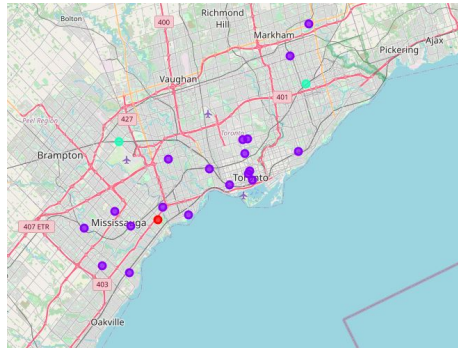 Bolton
400
Richmond
Hill
Markham
Ajax
Pickering
Vaughan
401
427
Peel Region
Toronto
Brampton
Toronto
Mississauga
407 ETR
403
Oakville